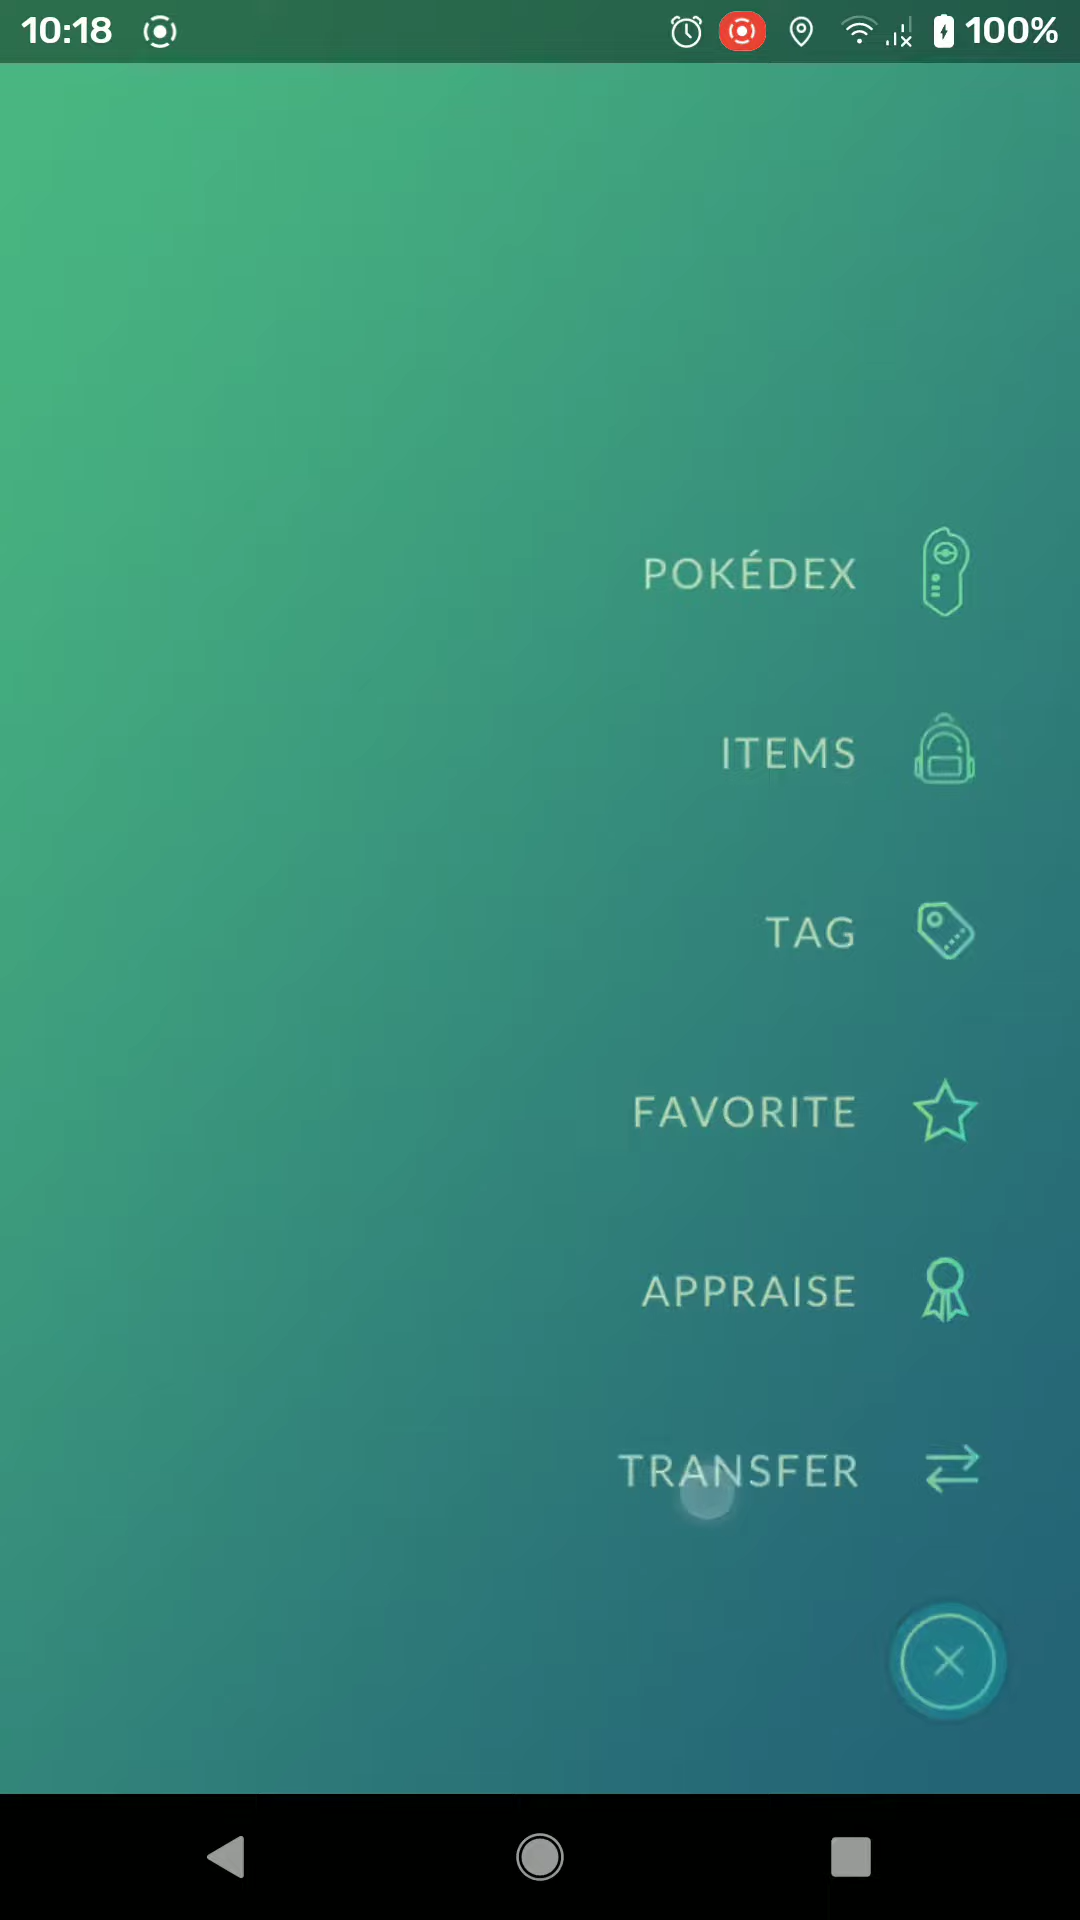 10:18 100%
POKÉDEX
ITEMS
TAG
FAVORITE
APPRAISE
TRANSFER